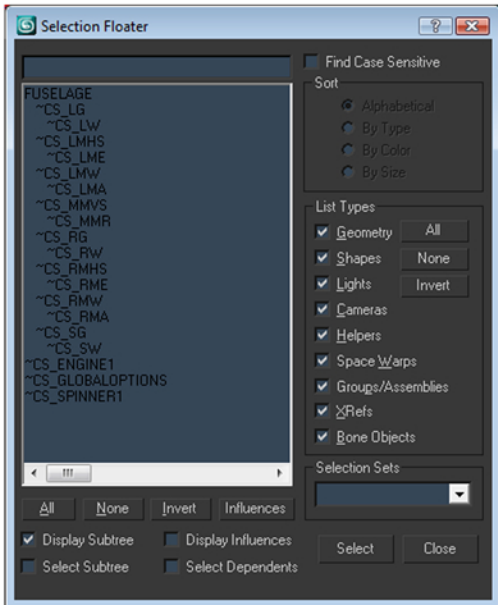 Selection Floater
Find Case Sensitive
Sort
Alphabetical
By Type
By Color
By Size
FUSELAGE
~CS_LG
~CS_LW
~CS_LMHS
~CS_LME
~CS_LMW
~CS_LMA
~CS_MMVS
~CS_MMR
~CS_RG
~CS_RW
~CS_RMHS
~CS_RME
~CS_RMW
~CS_RMA
~CS_SG
~CS_SW
~CS_ENGINE1
~CS_GLOBALOPTIONS
~CS_SPINNER1
List Types
Geometry All
Shapes None
Lights Invert
Cameras
Helpers
Space Warps
Groups/Assemblies
XRefs
Bone Objects
Selection Sets
All None Invert Influences
Display Subtree Display Influences
Select Subtree Select Dependents
Select Close